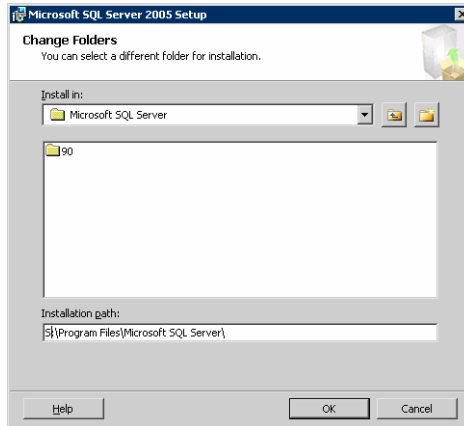 Microsoft SQL Server 2005 Setup
Change Folders
You can select a different folder for installation.
Install in:
Microsoft SQL Server
90
Installation path:
S:\Program Files\Microsoft SQL Server\
Help
OK
Cancel